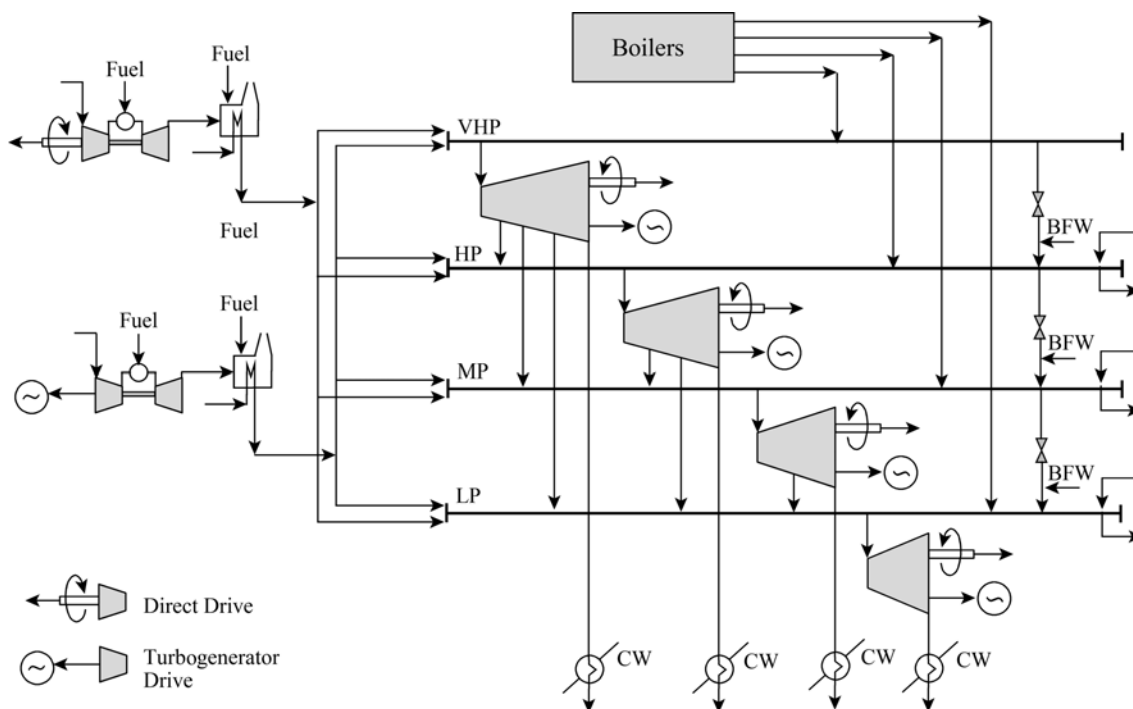 Boilers
Fuel
Fuel
VHP
Fuel
BFW
HP
Fuel
Fuel
BFW
MP
BFW
LP
Direct Drive
Turbogenerator
Drive
CW
CW
CW
CW